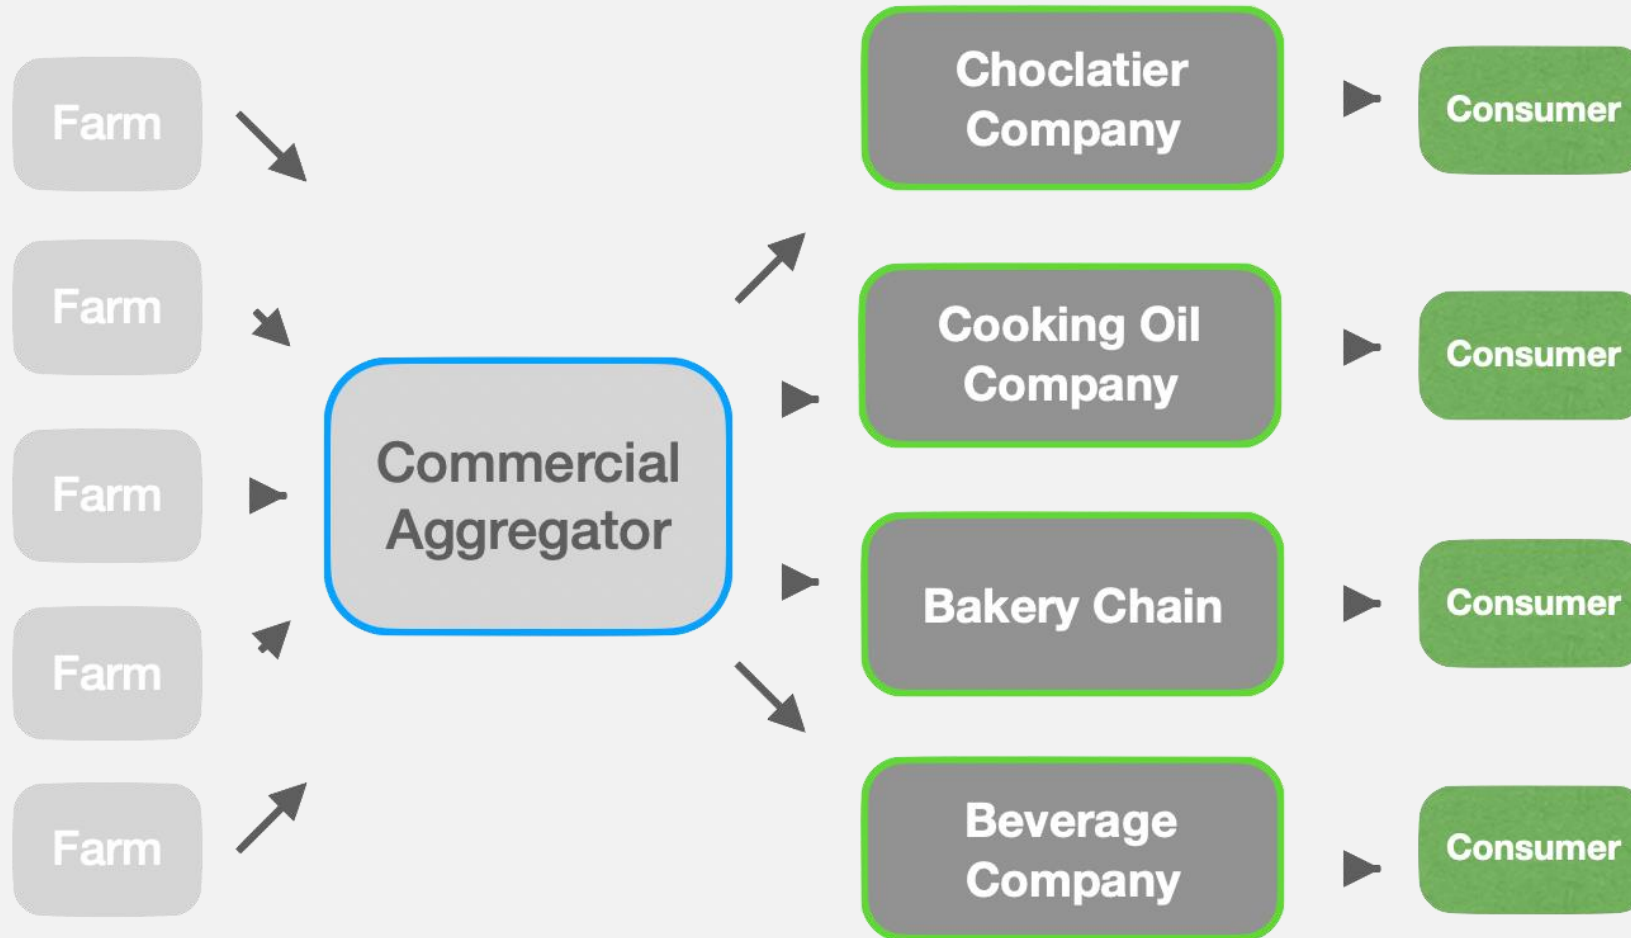 Farm
Farm
Farm
Farm
Farm
Commercial
Aggregator
Choclatier
Company
Cooking Oil
Company
Bakery Chain
Beverage
Company
Consumer
Consumer
Consumer
Consumer